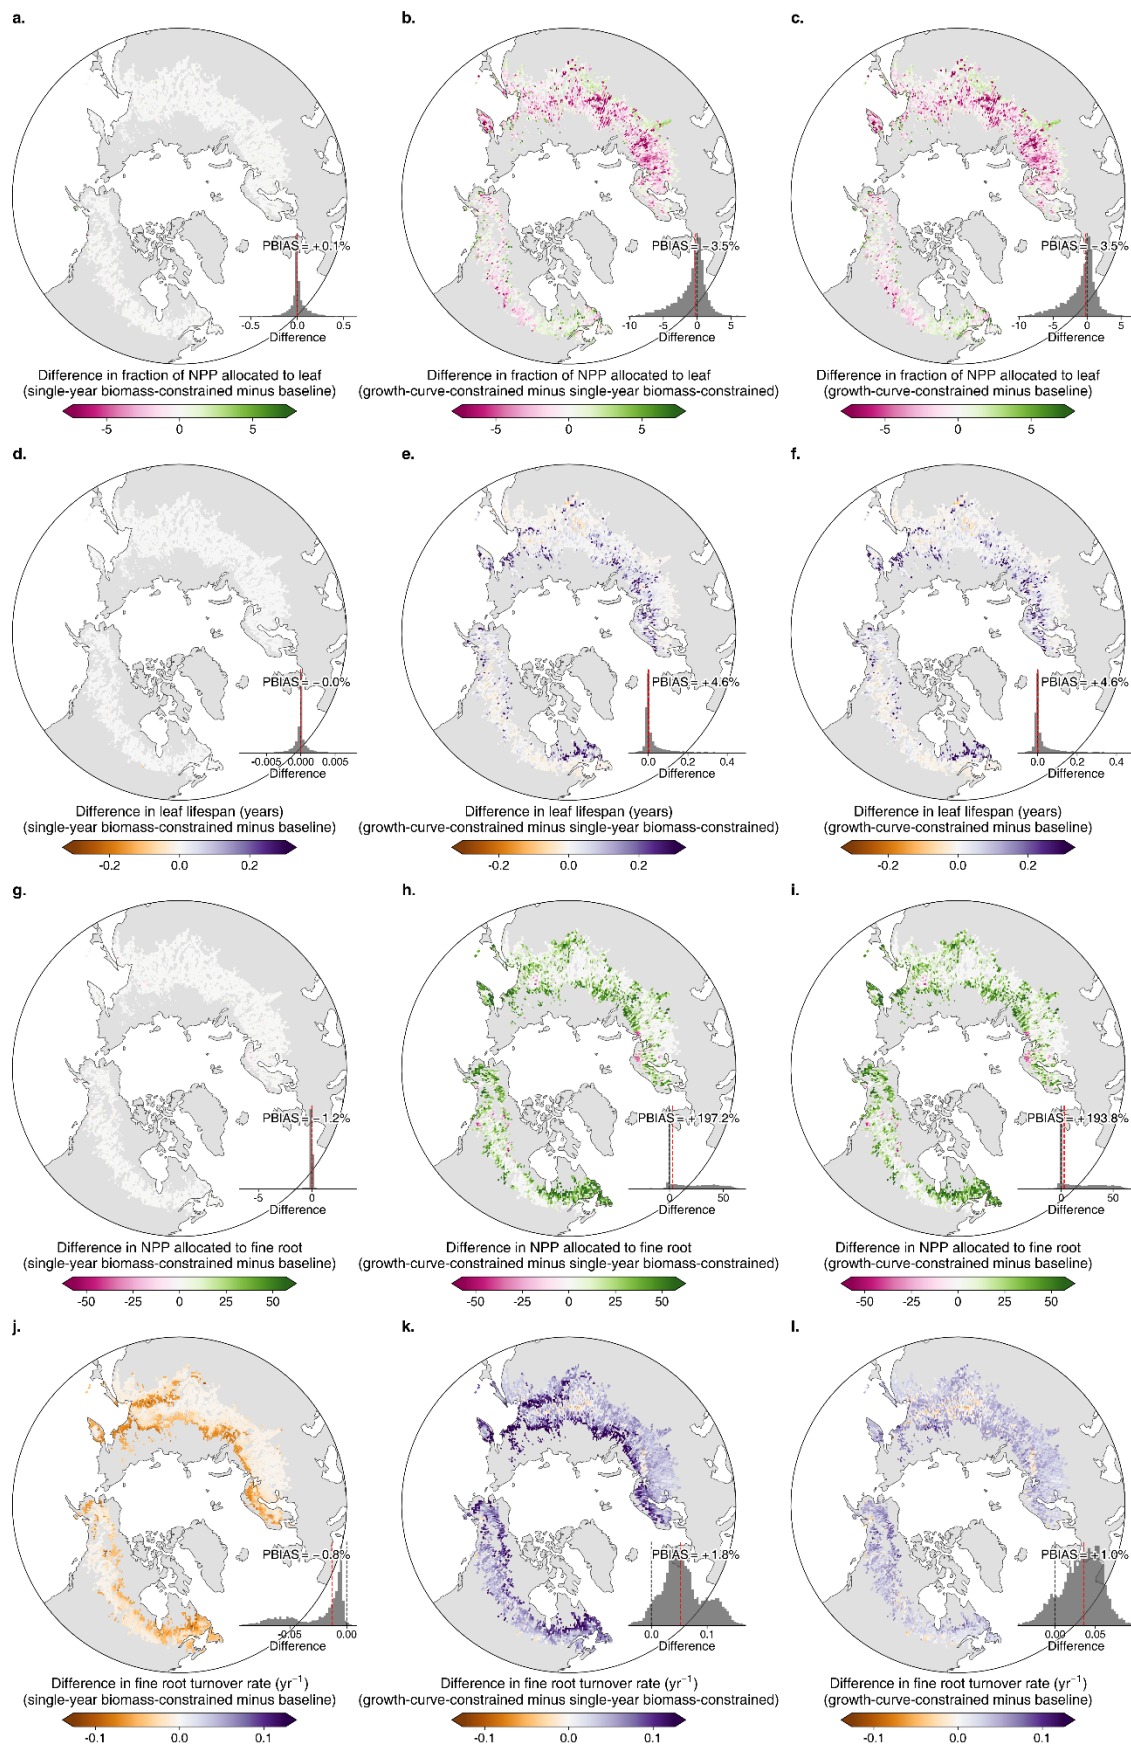 a.
b.
c.
PBIAS = +0.1%
PBIAS = −3.5%
PBIAS = −3.5%
-0.5 0.0 0.5
-10 -5 0 5
-10 -5 0 5
Difference
Difference
Difference
Difference in fraction of NPP allocated to leaf
(single-year biomass-constrained minus baseline)
Difference in fraction of NPP allocated to leaf
(growth-curve-constrained minus single-year biomass-constrained)
Difference in fraction of NPP allocated to leaf
(growth-curve-constrained minus baseline)
-5 0 5
-5 0 5
-5 0 5
d.
e.
f.
PBIAS = −0.0%
PBIAS = +4.6%
PBIAS = +4.6%
-0.005 0.000 0.005
0.0 0.2 0.4
0.0 0.2 0.4
Difference
Difference
Difference
Difference in leaf lifespan (years)
(single-year biomass-constrained minus baseline)
Difference in leaf lifespan (years)
(growth-curve-constrained minus single-year biomass-constrained)
Difference in leaf lifespan (years)
(growth-curve-constrained minus baseline)
-0.2 0.0 0.2
-0.2 0.0 0.2
-0.2 0.0 0.2
g.
h.
i.
PBIAS = −1.2%
PBIAS = +197.2%
PBIAS = +193.8%
-5 0
0 50
0 50
Difference
Difference
Difference
Difference in NPP allocated to fine root
(single-year biomass-constrained minus baseline)
Difference in NPP allocated to fine root
(growth-curve-constrained minus single-year biomass-constrained)
Difference in NPP allocated to fine root
(growth-curve-constrained minus baseline)
-50 -25 0 25 50
-50 -25 0 25 50
-50 -25 0 25 50
j.
k.
l.
PBIAS = −0.8%
PBIAS = +1.8%
PBIAS = +1.0%
-0.05 0.00
0.0 0.1
0.00 0.05
Difference
Difference
Difference
Difference in fine root turnover rate (yr⁻¹)
(single-year biomass-constrained minus baseline)
Difference in fine root turnover rate (yr⁻¹)
(growth-curve-constrained minus single-year biomass-constrained)
Difference in fine root turnover rate (yr⁻¹)
(growth-curve-constrained minus baseline)
-0.1 0.0 0.1
-0.1 0.0 0.1
-0.1 0.0 0.1